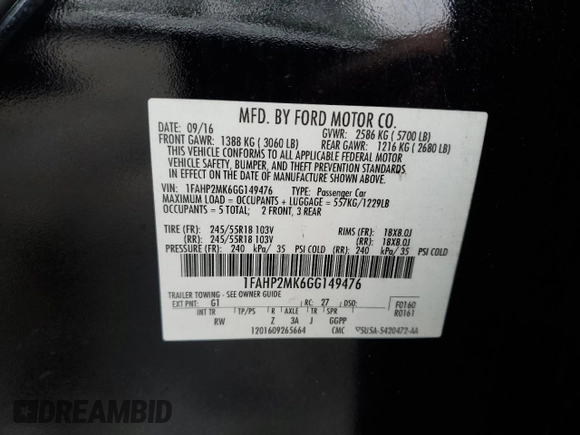 MFD. BY FORD MOTOR CO.
DATE: 09/16 GVWR: 2586 KG ( 5700 LB)
FRONT GAWR: 1388 KG ( 3060 LB) REAR GAWR: 1216 KG ( 2680 LB)
THIS VEHICLE CONFORMS TO ALL APPLICABLE FEDERAL MOTOR
VEHICLE SAFETY, BUMPER, AND THEFT PREVENTION STANDARDS IN
EFFECT ON THE DATE OF MANUFACTURE SHOWN ABOVE.
VIN: 1FAHP2MK6GG149476 TYPE: Passenger Car
MAXIMUM LOAD = OCCUPANTS + LUGGAGE = 557KG/1229LB
OCCUPANTS = 5 TOTAL; 2 FRONT, 3 REAR
TIRE (FR): 245/55R18 103V RIMS (FR): 18X8.0J
(RR): 245/55R18 103V (RR): 18X8.0J
PRESSURE (FR): 240 kPa/ 35 PSI COLD (RR): 240 kPa/ 35 PSI COLD
1FAHP2MK6GG149476
TRAILER TOWING - SEE OWNER GUIDE
EXT PNT: G1 RC: 27 DSO: F0160
R0161
INT TR TP/PS R AXLE TR SPR
RW Z 3A J GGPP
1201609265664 CMC
DREAMBID